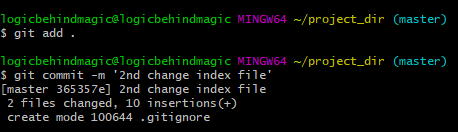 logicbehindmagic@logicbehindmagic MINGW64 ~/project_dir (master)
$ git add .
logicbehindmagic@logicbehindmagic MINGW64 ~/project_dir (master)
$ git commit -m '2nd change index file'
[master 365357e] 2nd change index file
 2 files changed, 10 insertions(+)
 create mode 100644 .gitignore